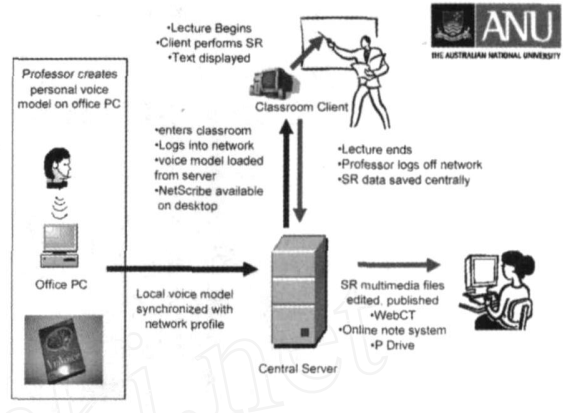 •Lecture Begins
•Client performs SR
•Text displayed
ANU
THE AUSTRALIAN NATIONAL UNIVERSITY
Professor creates
personal voice
model on office PC
Classroom Client
•enters classroom
•Logs into network
•voice model loaded
from server
•NetScribe available
on desktop
•Lecture ends
•Professor logs off network
•SR data saved centrally
Office PC
Local voice model
synchronized with
network profile
SR multimedia files
edited, published
•WebCT
•Online note system
•P Drive
Central Server